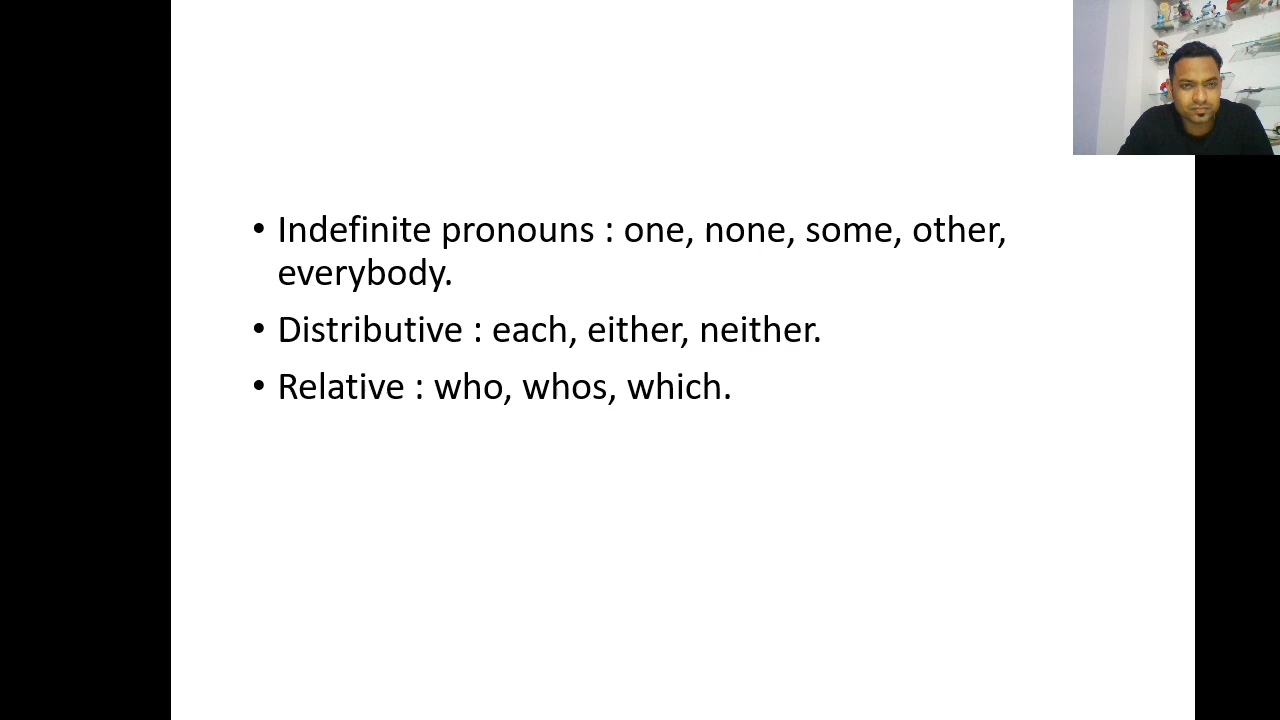 • Indefinite pronouns : one, none, some, other,
everybody.
• Distributive : each, either, neither.
• Relative : who, whos, which.